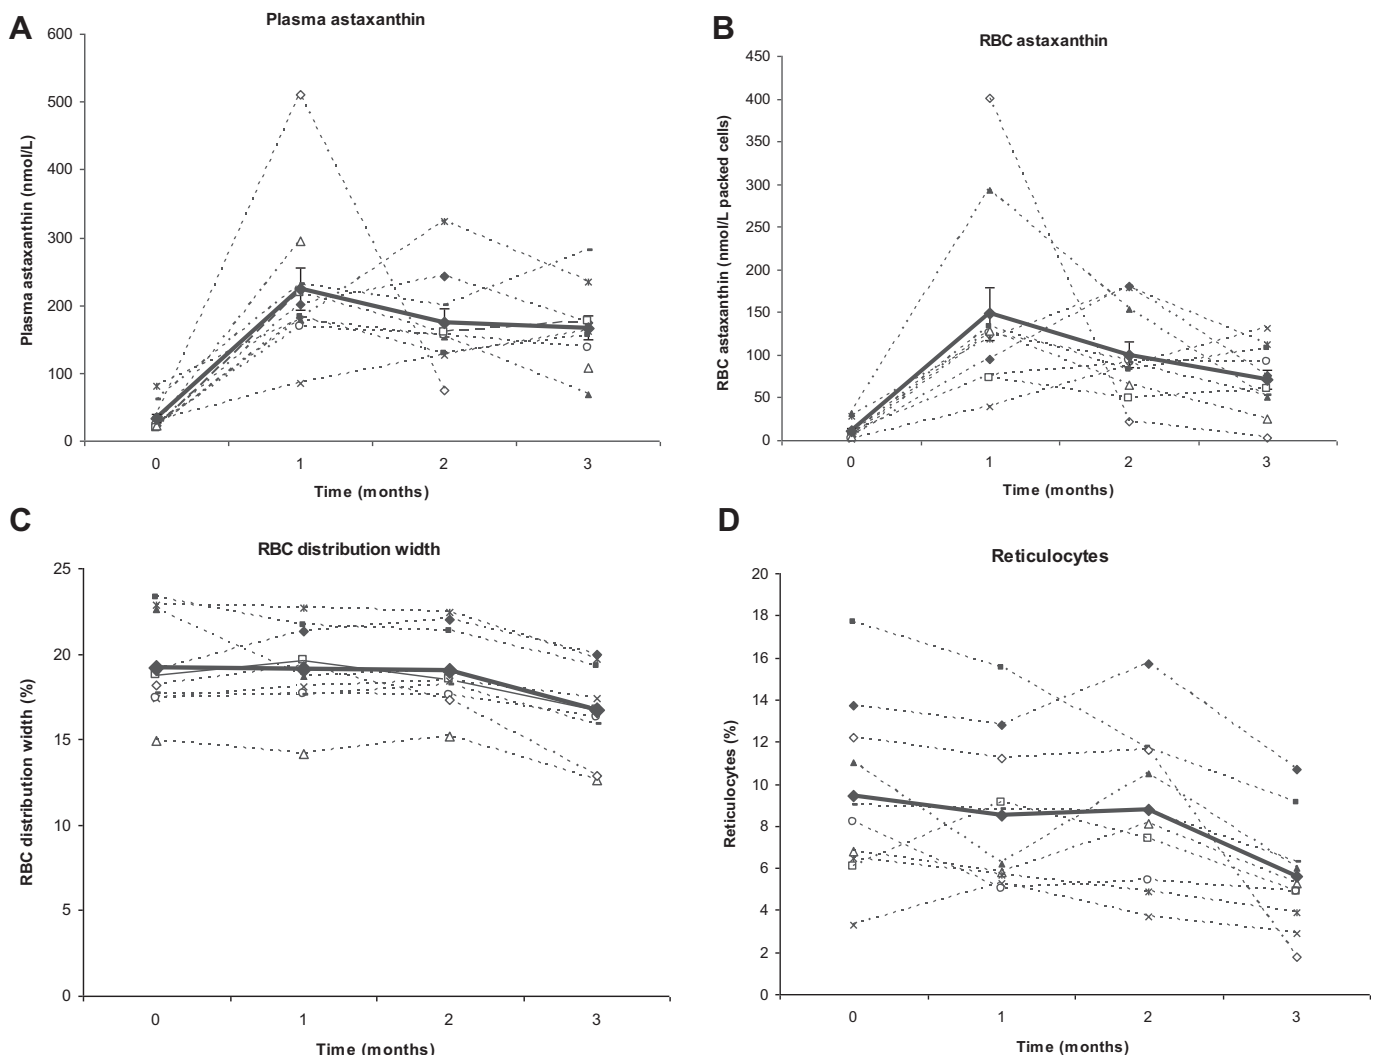 A
Plasma astaxanthin
Plasma astaxanthin (nmol/L)
600
500
400
300
200
100
0
0 1 2 3
Time (months)
B
RBC astaxanthin
RBC astaxanthin (nmol/L packed cells)
450
400
350
300
250
200
150
100
50
0
0 1 2 3
Time (months)
C
RBC distribution width
RBC distribution width (%)
25
20
15
10
5
0
0 1 2 3
Time (months)
D
Reticulocytes
Reticulocytes (%)
20
18
16
14
12
10
8
6
4
2
0
0 1 2 3
Time (months)